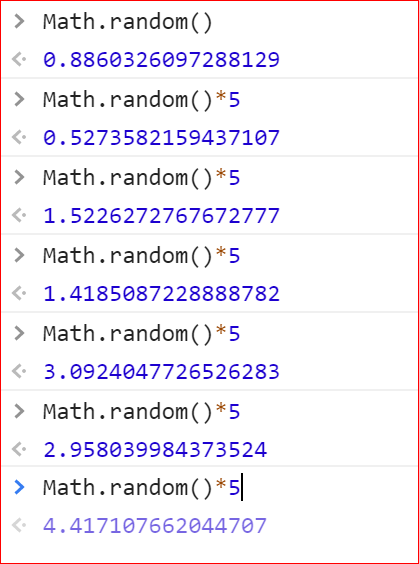 Math.random()
0.8860326097288129
Math.random()*5
0.5273582159437107
Math.random()*5
1.5226272767672777
Math.random()*5
1.4185087228888782
Math.random()*5
3.0924047726526283
Math.random()*5
2.958039984373524
Math.random()*5
4.417107662044707